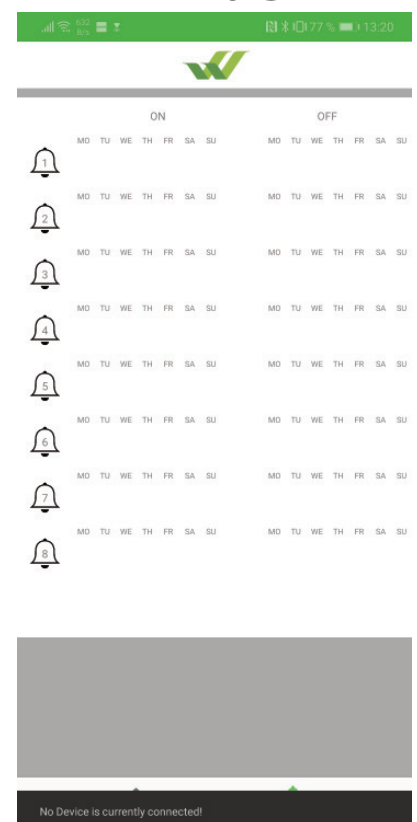 632 B/s 77 % 13:20
ON OFF
MO TU WE TH FR SA SU MO TU WE TH FR SA SU
1
MO TU WE TH FR SA SU MO TU WE TH FR SA SU
2
MO TU WE TH FR SA SU MO TU WE TH FR SA SU
3
MO TU WE TH FR SA SU MO TU WE TH FR SA SU
4
MO TU WE TH FR SA SU MO TU WE TH FR SA SU
5
MO TU WE TH FR SA SU MO TU WE TH FR SA SU
6
MO TU WE TH FR SA SU MO TU WE TH FR SA SU
7
MO TU WE TH FR SA SU MO TU WE TH FR SA SU
8
No Device is currently connected!